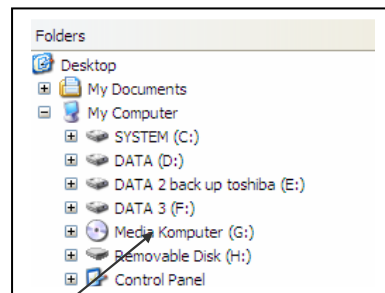 Folders
Desktop
My Documents
My Computer
SYSTEM (C:)
DATA (D:)
DATA 2 back up toshiba (E:)
DATA 3 (F:)
Media Komputer (G:)
Removable Disk (H:)
Control Panel